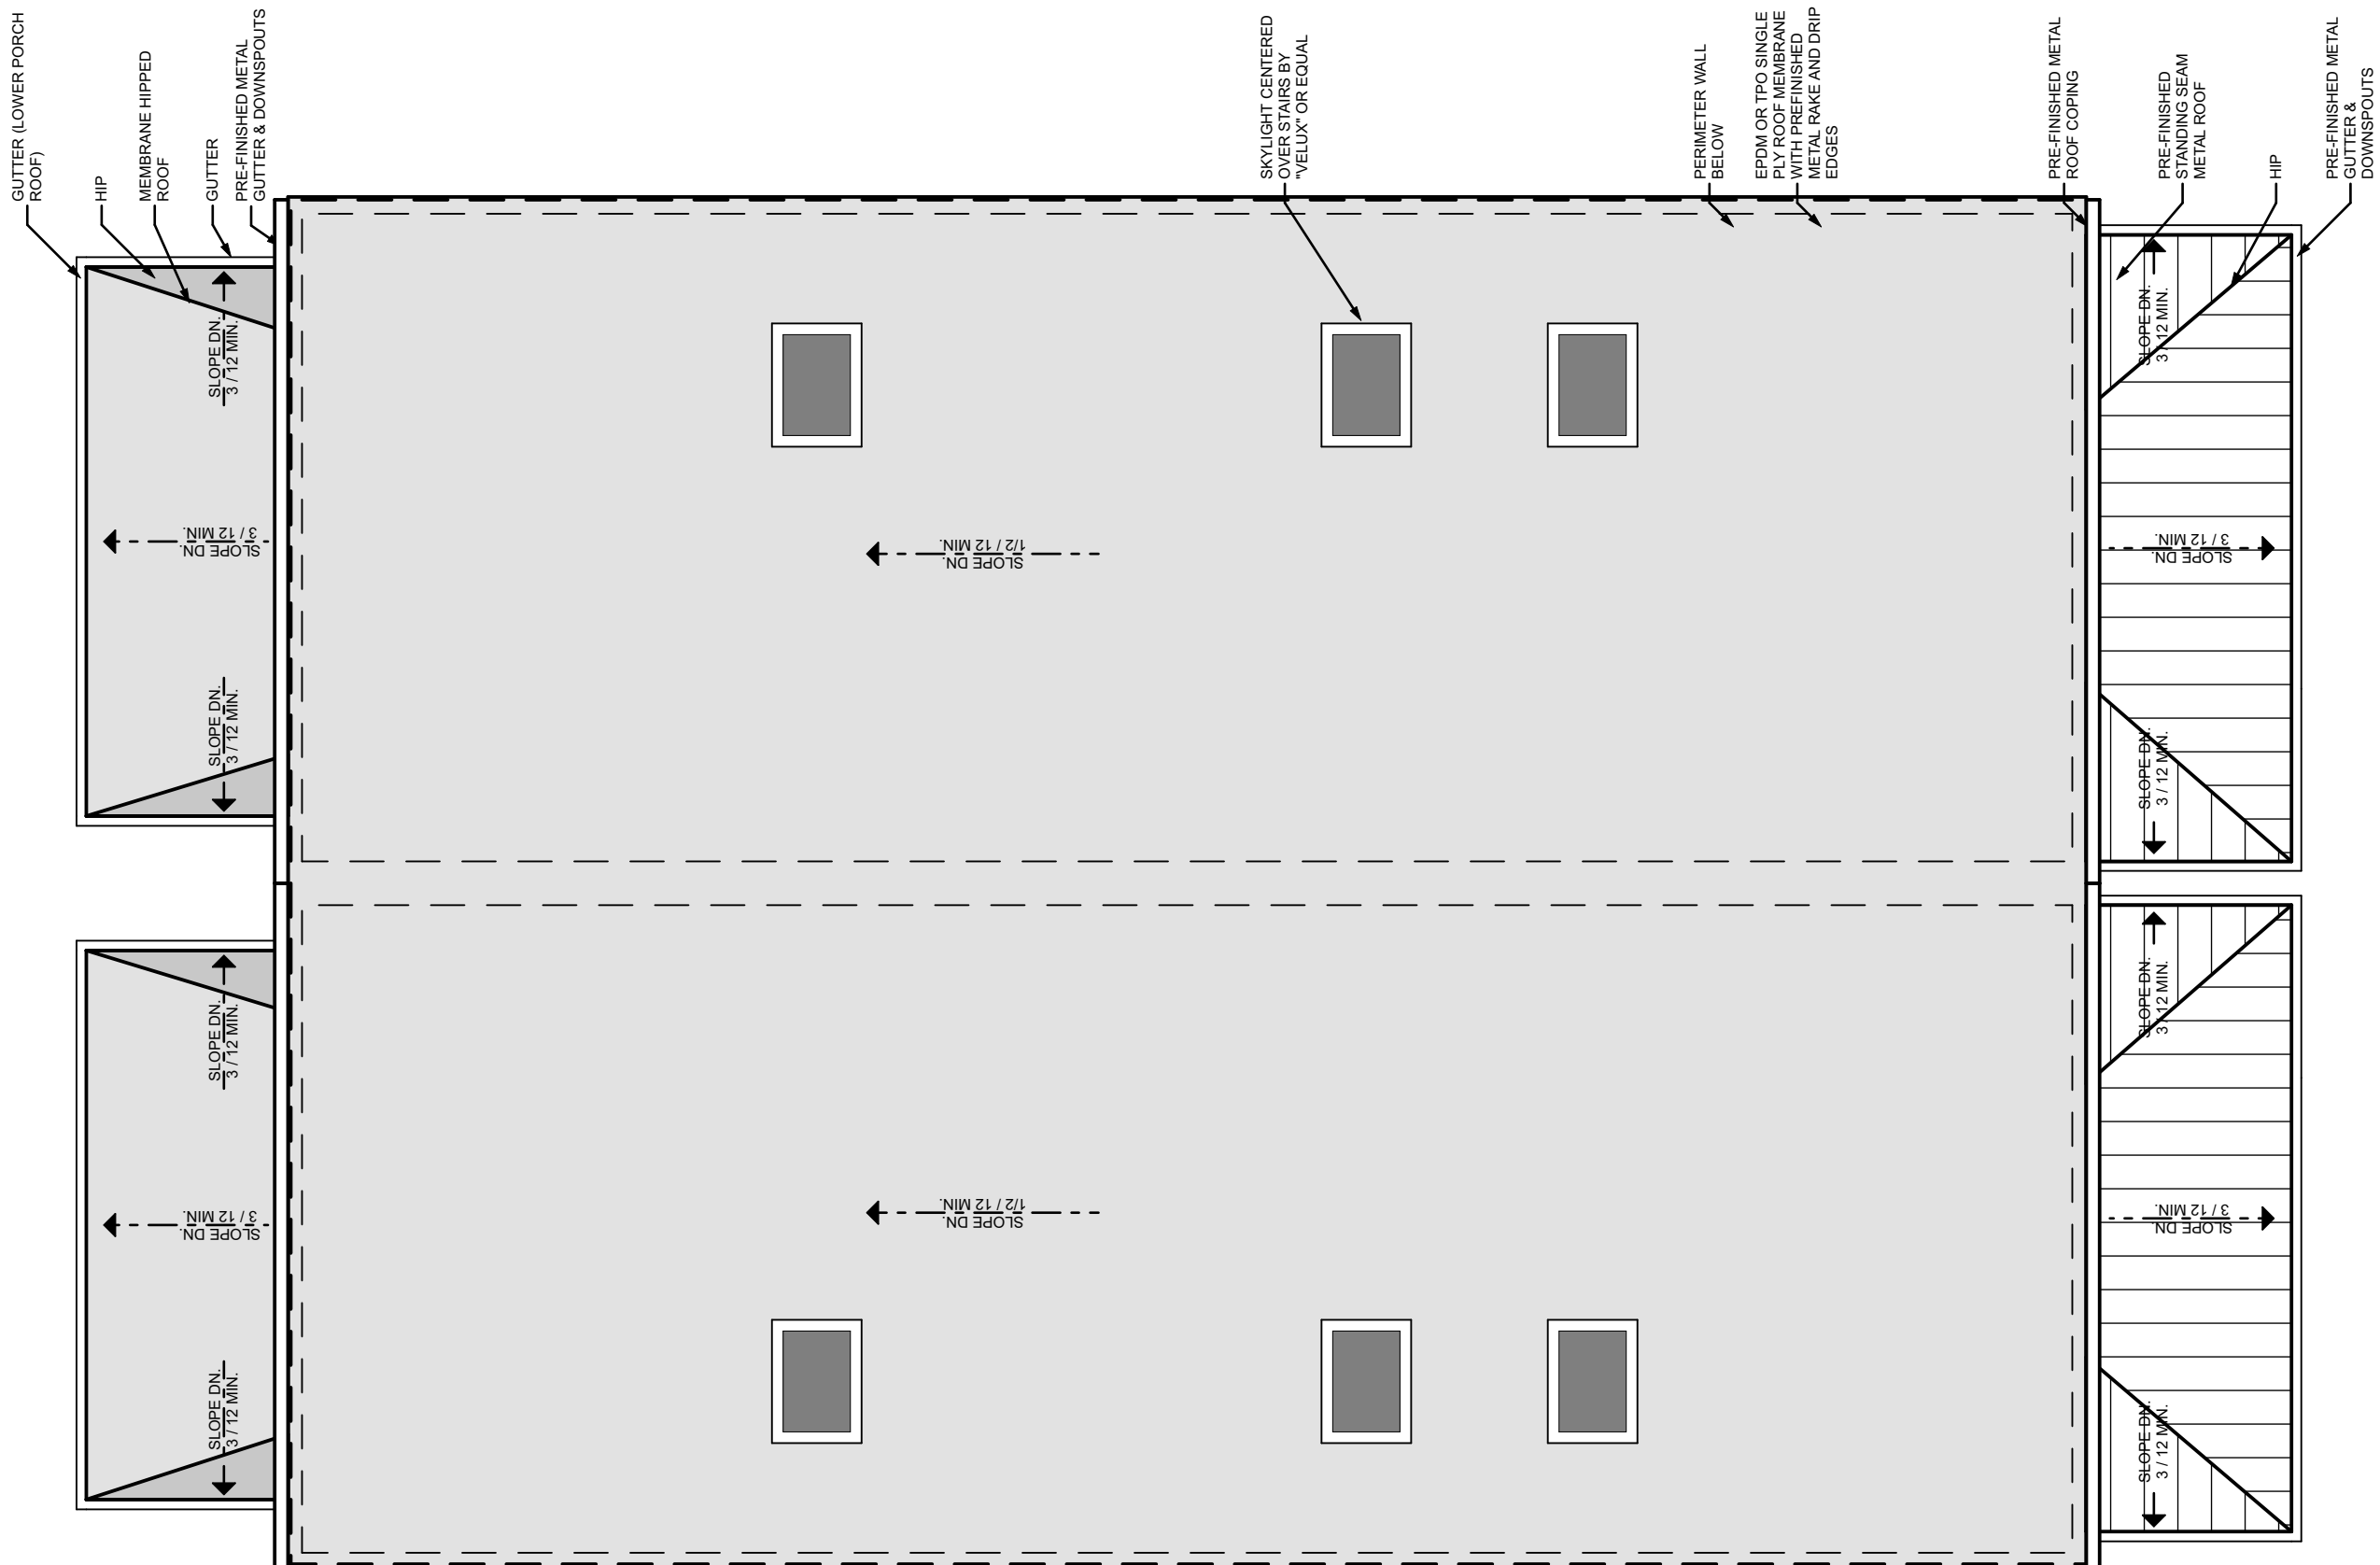 GUTTER (LOWER PORCH
ROOF)
HIP
MEMBRANE HIPPED
ROOF
GUTTER
PRE-FINISHED METAL
GUTTER & DOWNSPOUTS
SKYLIGHT CENTERED
OVER STAIRS BY
"VELUX" OR EQUAL
PERIMETER WALL
BELOW
EPDM OR TPO SINGLE
PLY ROOF MEMBRANE
WITH PREFINISHED
METAL RAKE AND DRIP
EDGES
PRE-FINISHED METAL
ROOF COPING
PRE-FINISHED
STANDING SEAM
METAL ROOF
HIP
PRE-FINISHED METAL
GUTTER &
DOWNSPOUTS
SLOPE DN.
3 / 12 MIN.
SLOPE DN.
3 / 12 MIN.
SLOPE DN.
3 / 12 MIN.
SLOPE DN.
1/2 / 12 MIN.
SLOPE DN.
3 / 12 MIN.
SLOPE DN.
3 / 12 MIN.
SLOPE DN.
3 / 12 MIN.
SLOPE DN.
3 / 12 MIN.
SLOPE DN.
3 / 12 MIN.
SLOPE DN.
3 / 12 MIN.
SLOPE DN.
1/2 / 12 MIN.
SLOPE DN.
3 / 12 MIN.
SLOPE DN.
3 / 12 MIN.
SLOPE DN.
3 / 12 MIN.